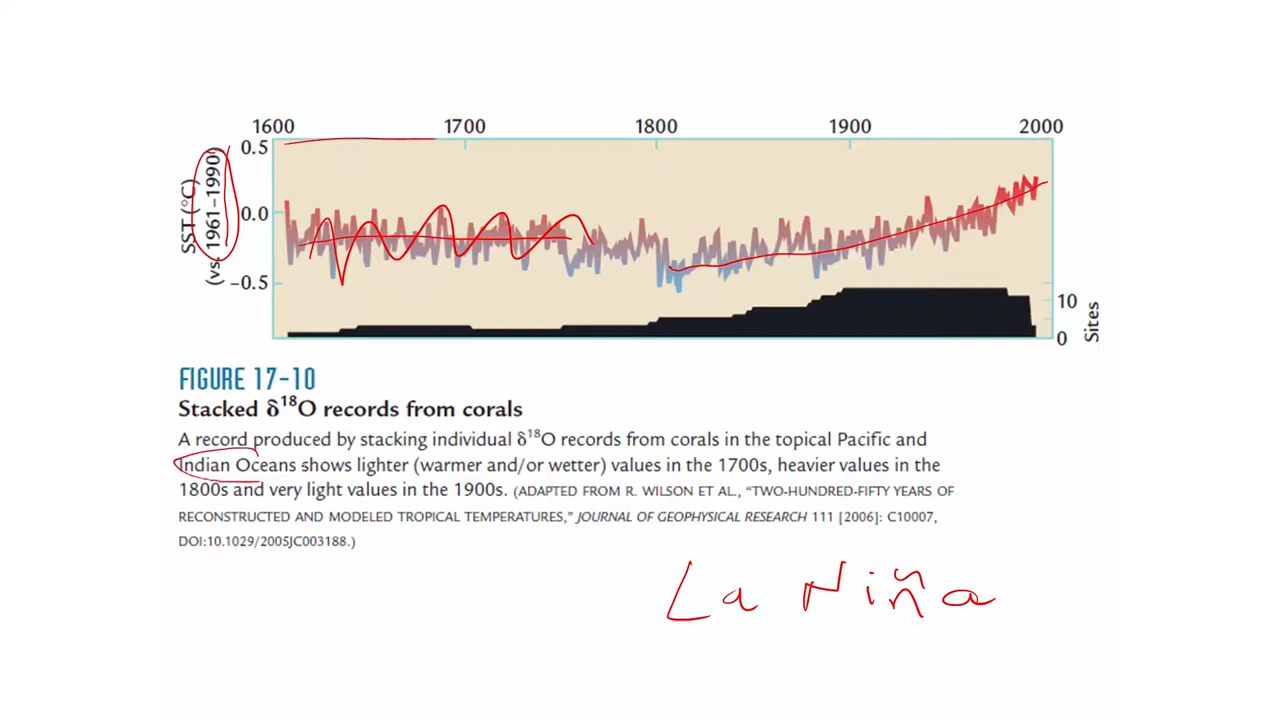 1600 1700 1800 1900 2000
0.5
0.0
−0.5
SST (°C)
(vs. 1961–1990)
10
0
Sites
FIGURE 17–10
Stacked δ¹⁸O records from corals
A record produced by stacking individual δ¹⁸O records from corals in the topical Pacific and
Indian Oceans shows lighter (warmer and/or wetter) values in the 1700s, heavier values in the
1800s and very light values in the 1900s. (ADAPTED FROM R. WILSON ET AL., “TWO-HUNDRED-FIFTY YEARS OF
RECONSTRUCTED AND MODELED TROPICAL TEMPERATURES,” JOURNAL OF GEOPHYSICAL RESEARCH 111 [2006]: C10007,
DOI:10.1029/2005JC003188.)
La Niña